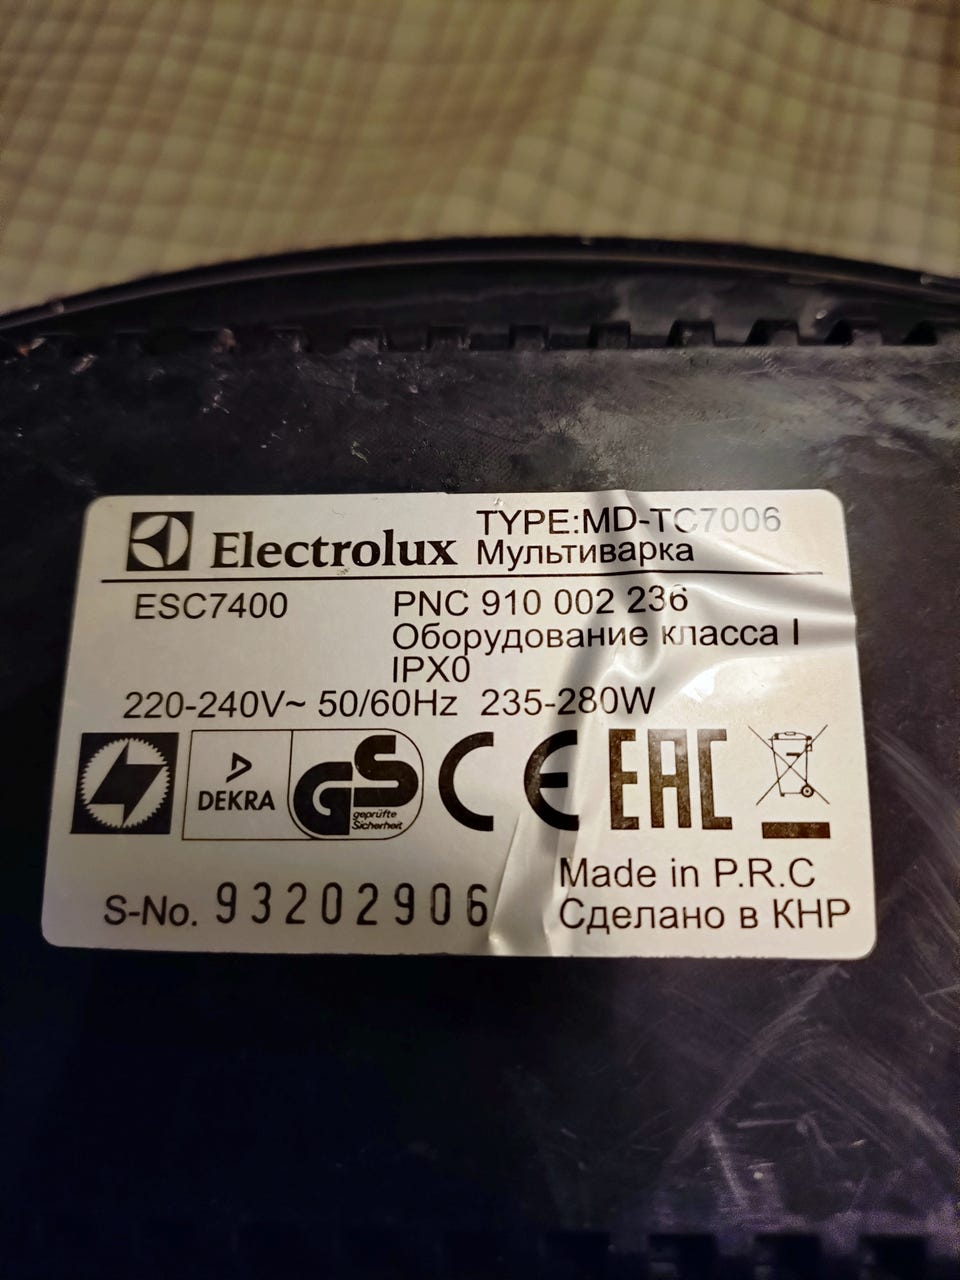 Electrolux TYPE:MD-TC7006
Мультиварка
ESC7400 PNC 910 002 236
Оборудование класса I
IPX0
220-240V~ 50/60Hz 235-280W
DEKRA GS geprüfte Sicherheit CE EAC
Made in P.R.C
S-No. 93202906 Сделано в КНР